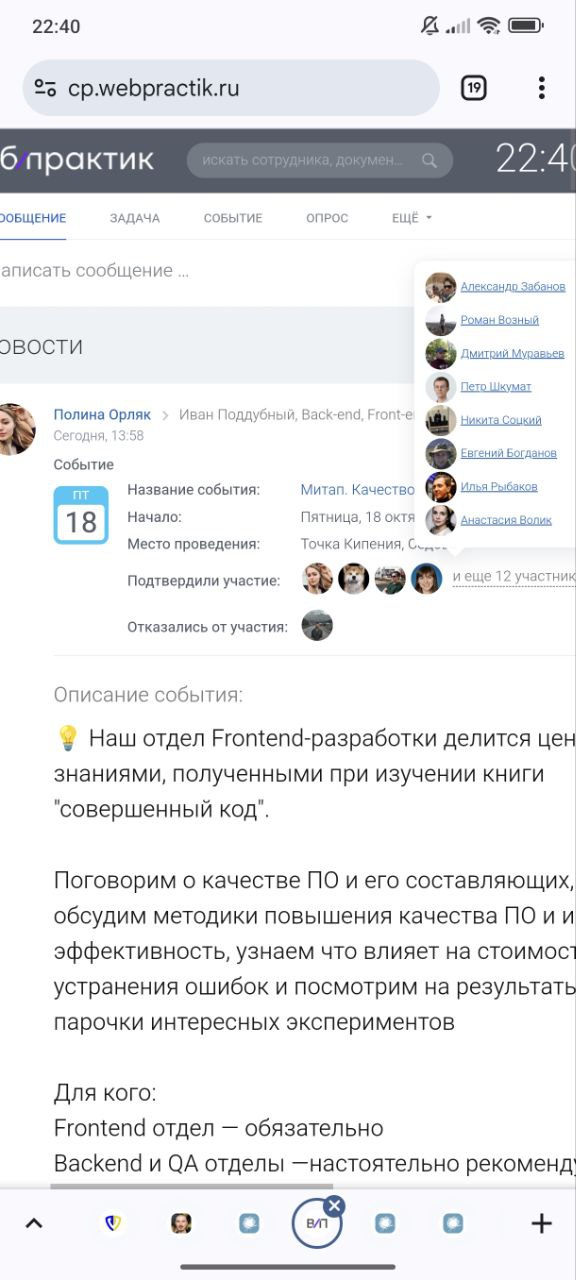 22:40
cp.webpractik.ru
19
б/практик
искать сотрудника, докумен...
22:40
ООБЩЕНИЕ
ЗАДАЧА
СОБЫТИЕ
ОПРОС
ЕЩЁ
аписать сообщение ...
овости
Александр Забанов
Роман Возный
Дмитрий Муравьев
Петр Шкумат
Никита Соцкий
Евгений Богданов
Илья Рыбаков
Анастасия Волик
Полина Орляк > Иван Поддубный, Back-end, Front-e
Сегодня, 13:58
Событие
ПТ
18
Название события: Митап. Качество
Начало: Пятница, 18 октя
Место проведения: Точка Кипения, Садо
Подтвердили участие: и еще 12 участник
Отказались от участия:
Описание события:
💡 Наш отдел Frontend-разработки делится цен
знаниями, полученными при изучении книги
"совершенный код".
Поговорим о качестве ПО и его составляющих,
обсудим методики повышения качества ПО и и
эффективность, узнаем что влияет на стоимост
устранения ошибок и посмотрим на результать
парочки интересных экспериментов
Для кого:
Frontend отдел — обязательно
Backend и QA отделы —настоятельно рекоменду
В/П